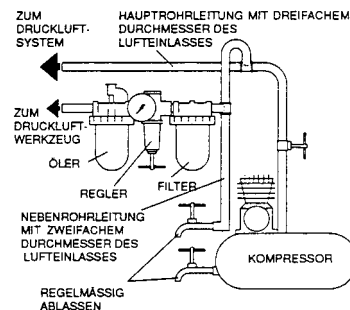 ZUM
DRUCKLUFT-
SYSTEM
HAUPTROHRLEITUNG MIT DREIFACHEM
DURCHMESSER DES
LUFTEINLASSES
ZUM
DRUCKLUFT-
WERKZEUG
ÖLER
REGLER
FILTER
NEBENROHRLEITUNG
MIT ZWEIFACHEM
DURCHMESSER DES
LUFTEINLASSES
KOMPRESSOR
REGELMÄSSIG
ABLASSEN